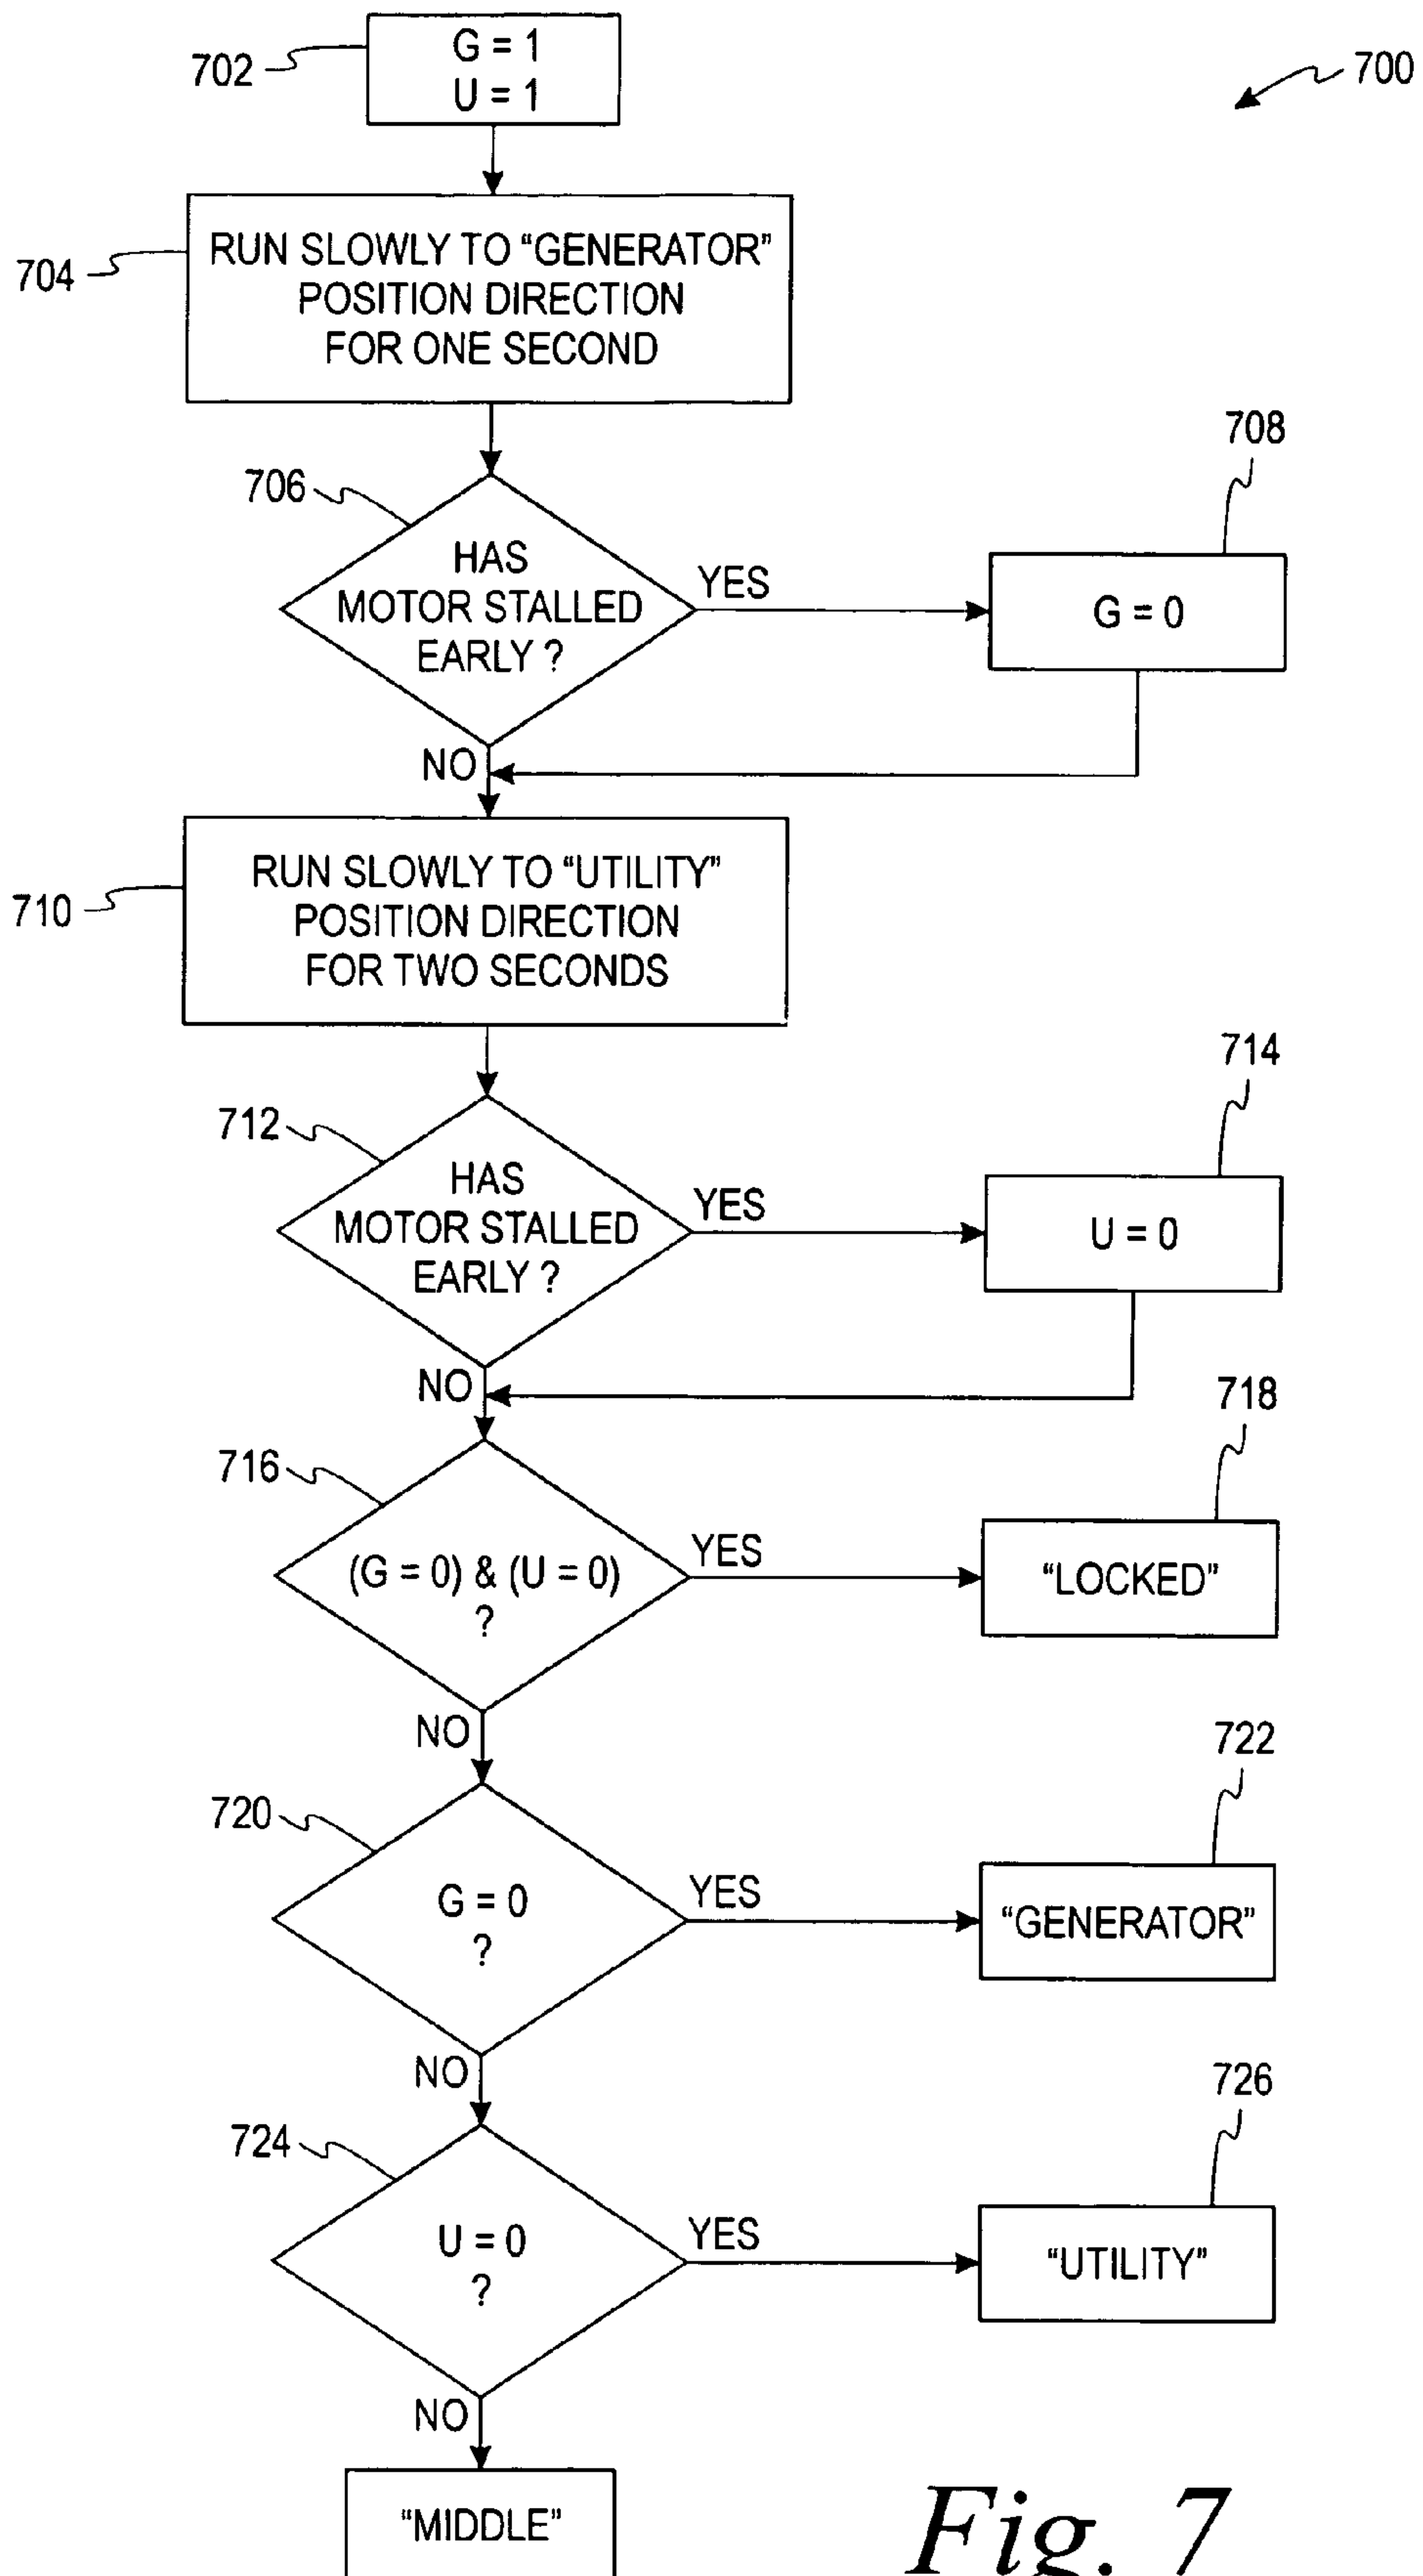 700
702
G = 1
U = 1
704
RUN SLOWLY TO “GENERATOR”
POSITION DIRECTION
FOR ONE SECOND
706
HAS
MOTOR STALLED
EARLY ?
YES
708
G = 0
NO
710
RUN SLOWLY TO “UTILITY”
POSITION DIRECTION
FOR TWO SECONDS
712
HAS
MOTOR STALLED
EARLY ?
YES
714
U = 0
NO
716
(G = 0) & (U = 0)
?
YES
718
“LOCKED”
NO
720
G = 0
?
YES
722
“GENERATOR”
NO
724
U = 0
?
YES
726
“UTILITY”
NO
“MIDDLE”
Fig. 7